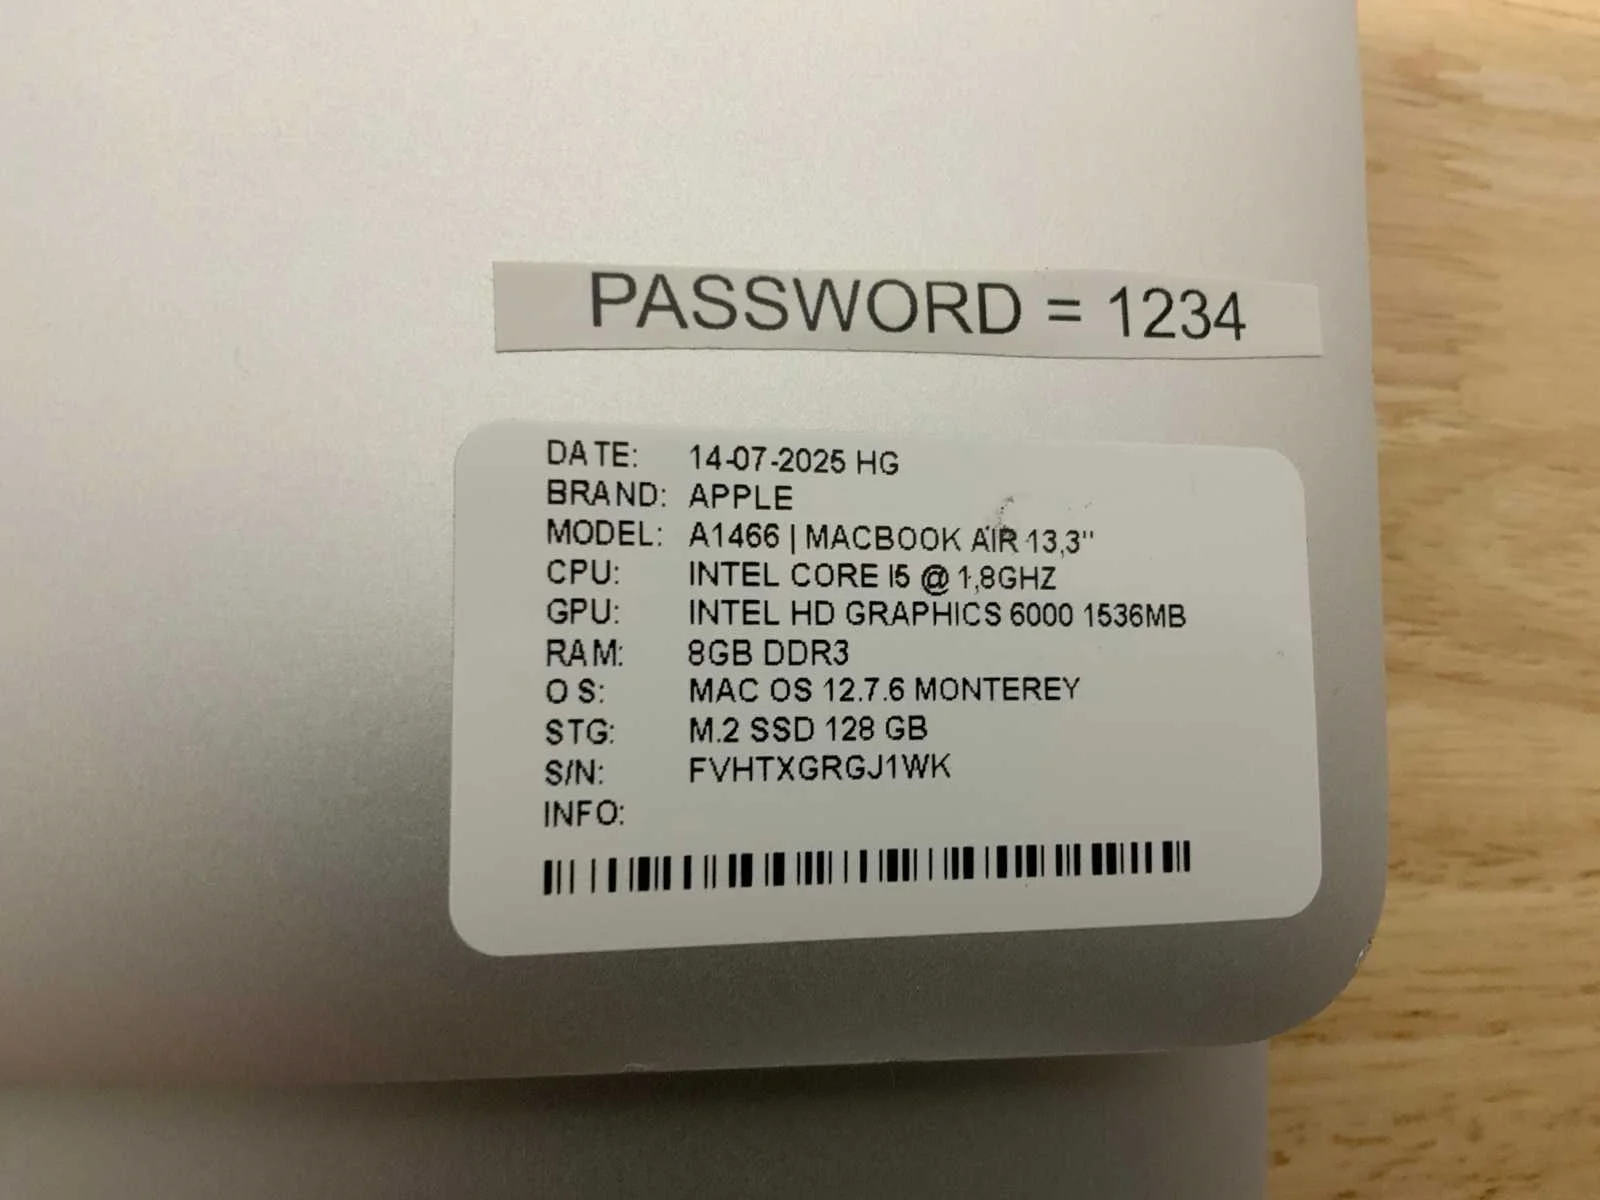 PASSWORD = 1234
DATE: 14-07-2025 HG
BRAND: APPLE
MODEL: A1466 | MACBOOK AIR 13,3"
CPU: INTEL CORE I5 @ 1,8GHZ
GPU: INTEL HD GRAPHICS 6000 1536MB
RAM: 8GB DDR3
OS: MAC OS 12.7.6 MONTEREY
STG: M.2 SSD 128 GB
S/N: FVHTXGRGJ1WK
INFO: